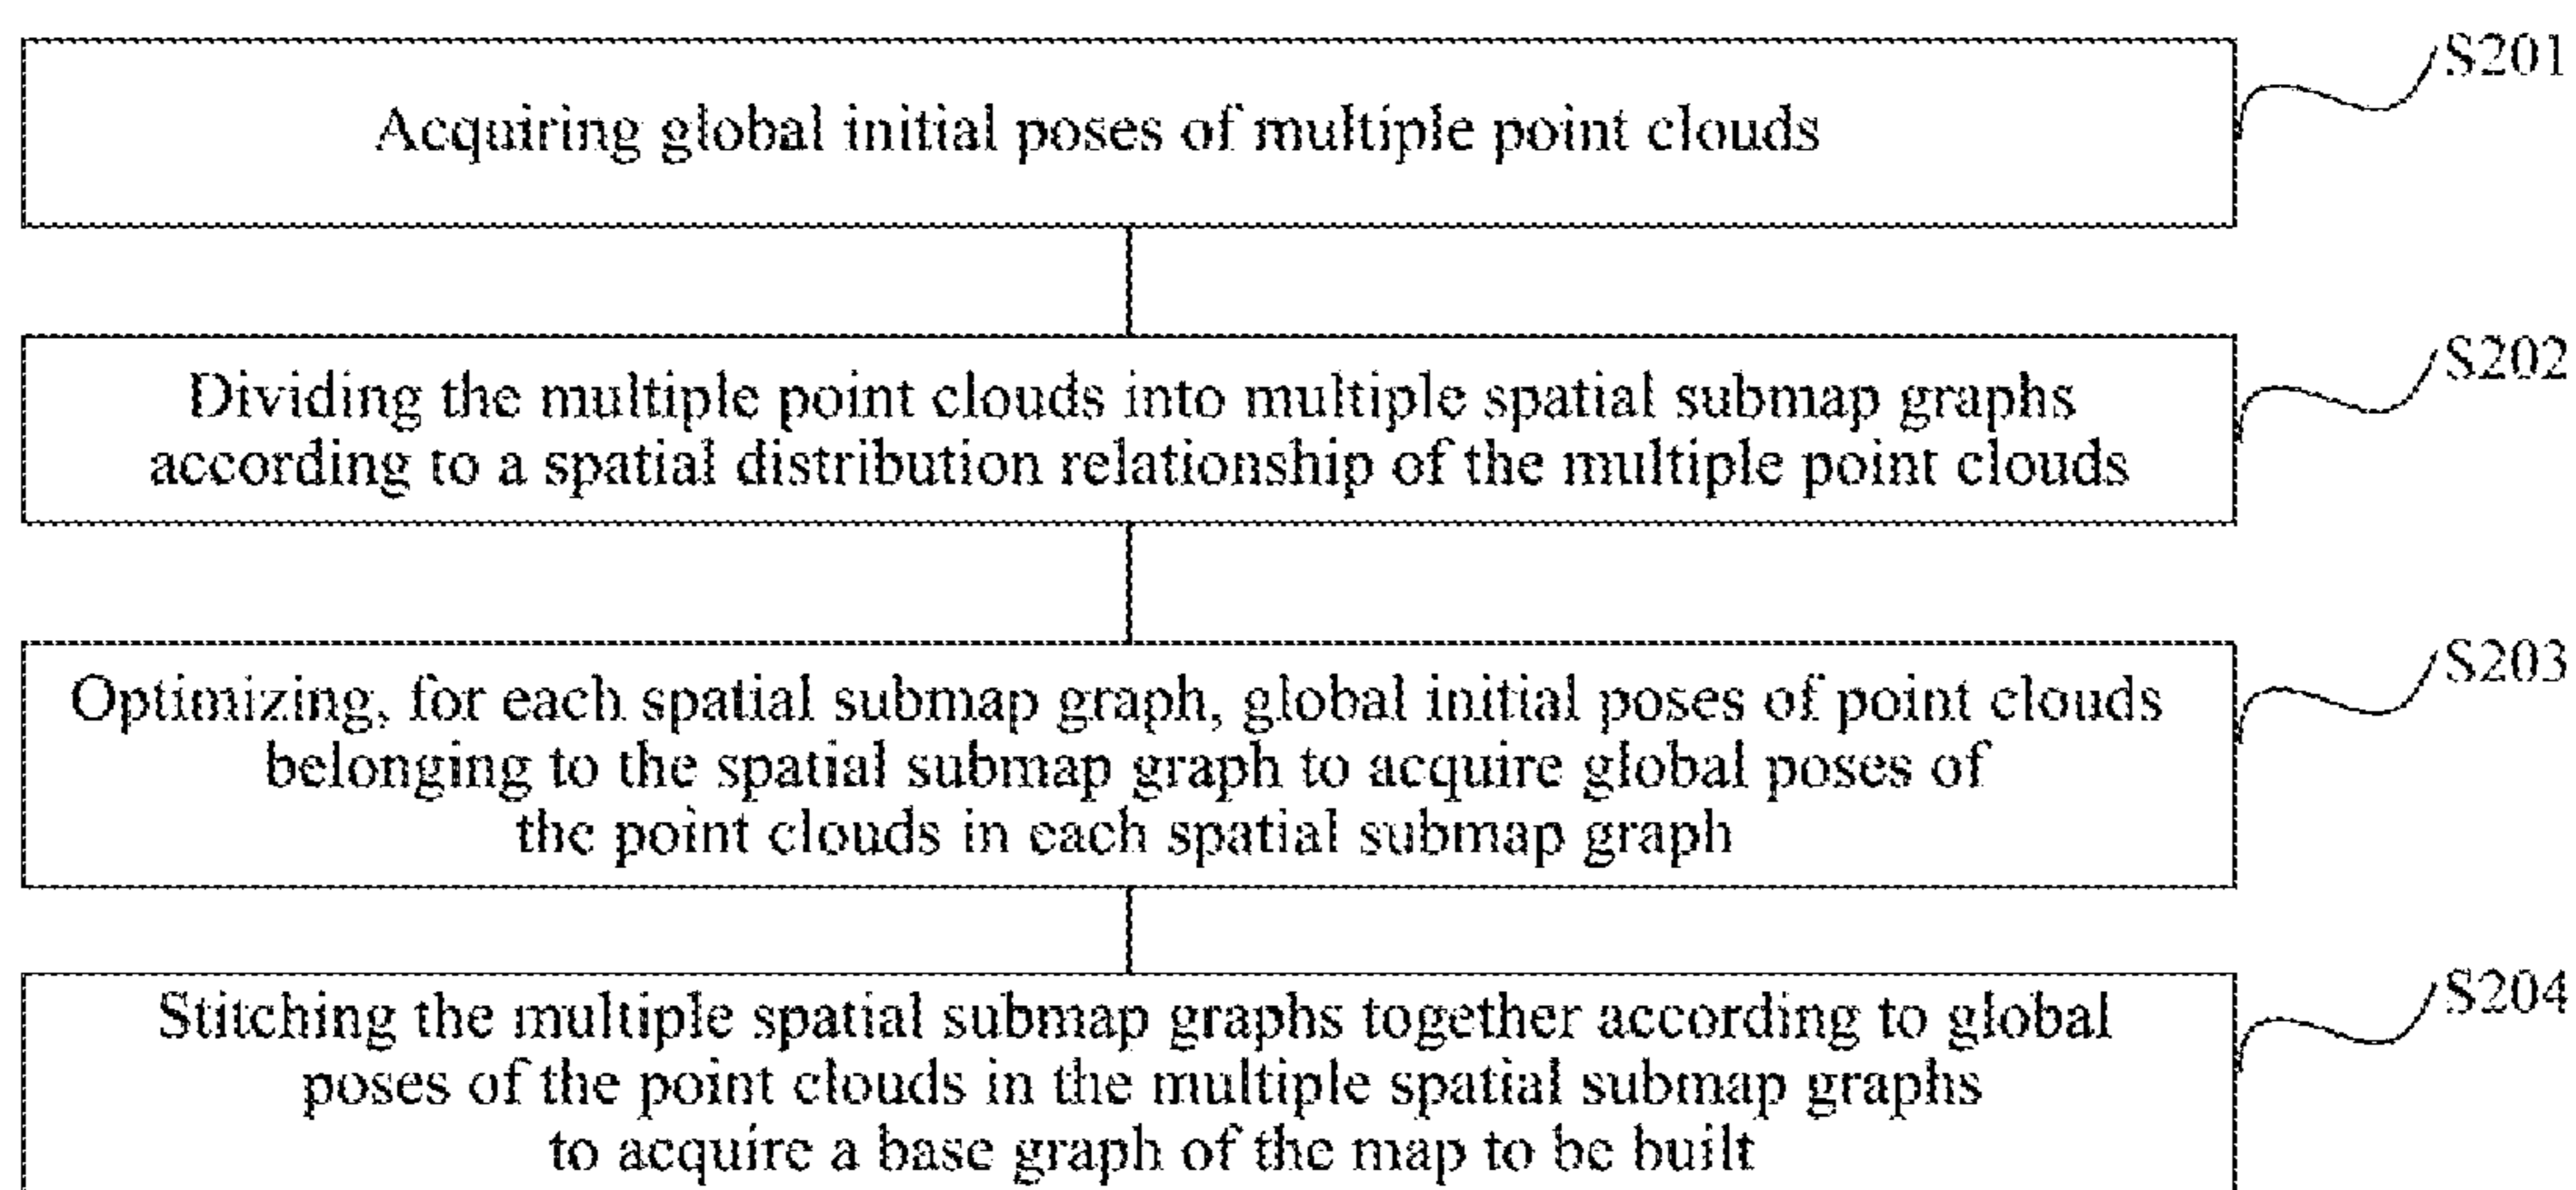 S201
Acquiring global initial poses of multiple point clouds
S202
Dividing the multiple point clouds into multiple spatial submap graphs
according to a spatial distribution relationship of the multiple point clouds
S203
Optimizing, for each spatial submap graph, global initial poses of point clouds
belonging to the spatial submap graph to acquire global poses of
the point clouds in each spatial submap graph
S204
Stitching the multiple spatial submap graphs together according to global
poses of the point clouds in the multiple spatial submap graphs
to acquire a base graph of the map to be built